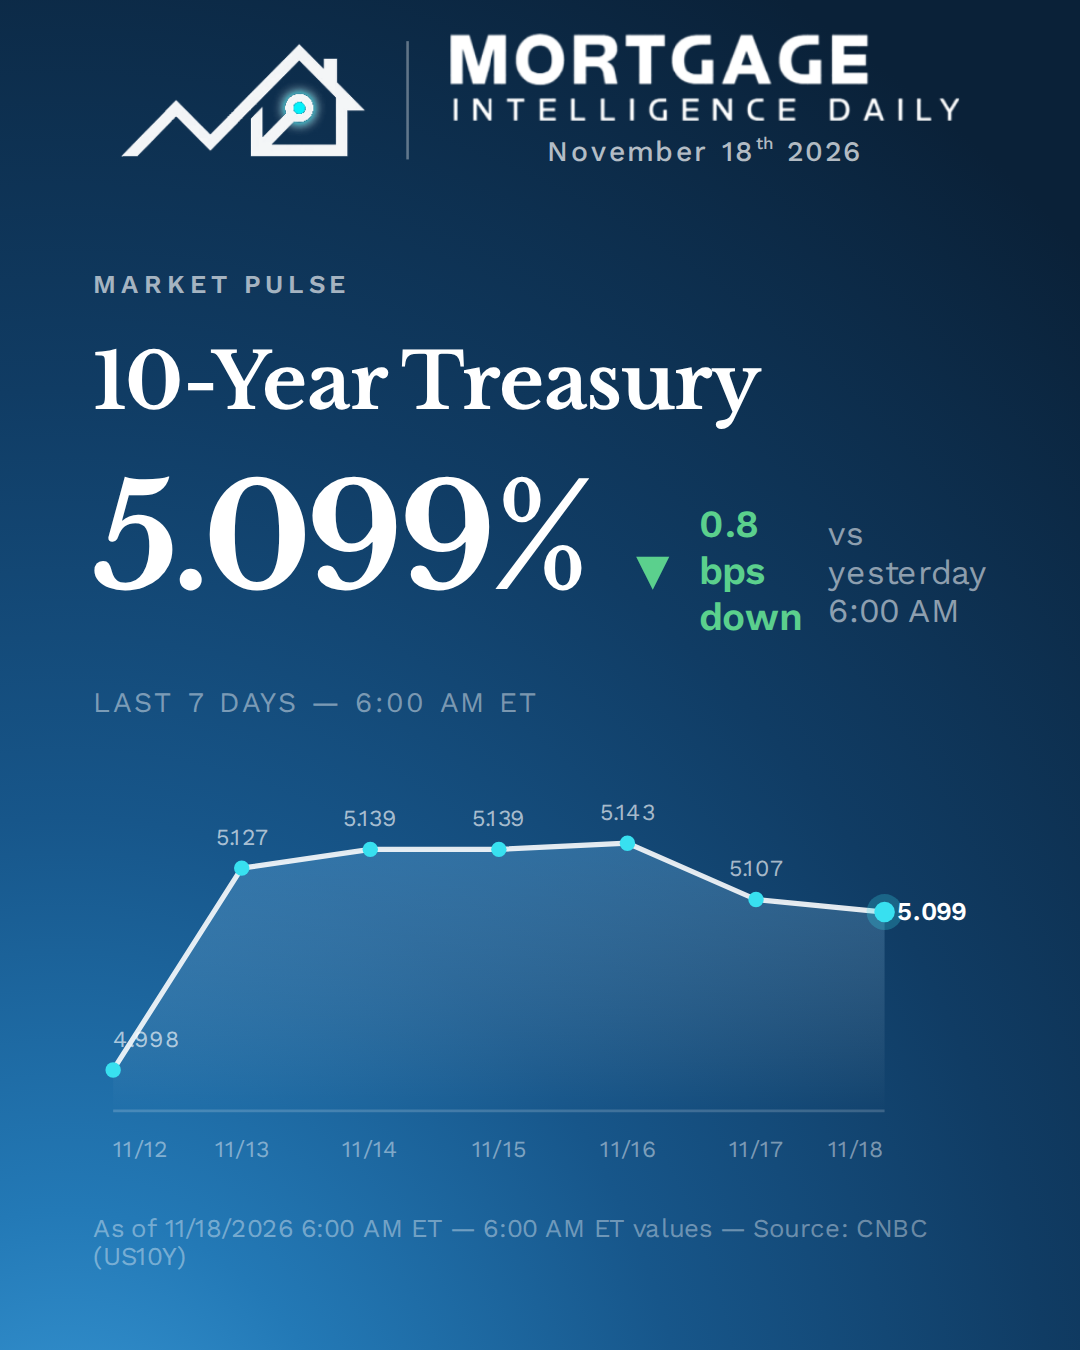 MORTGAGE
INTELLIGENCE DAILY
November 18th 2026
MARKET PULSE
10-Year Treasury
5.099%
▼
0.8
bps
down
vs
yesterday
6:00 AM
LAST 7 DAYS — 6:00 AM ET
4.998
5.127
5.139
5.139
5.143
5.107
5.099
11/12 11/13 11/14 11/15 11/16 11/17 11/18
As of 11/18/2026 6:00 AM ET — 6:00 AM ET values — Source: CNBC
(US10Y)